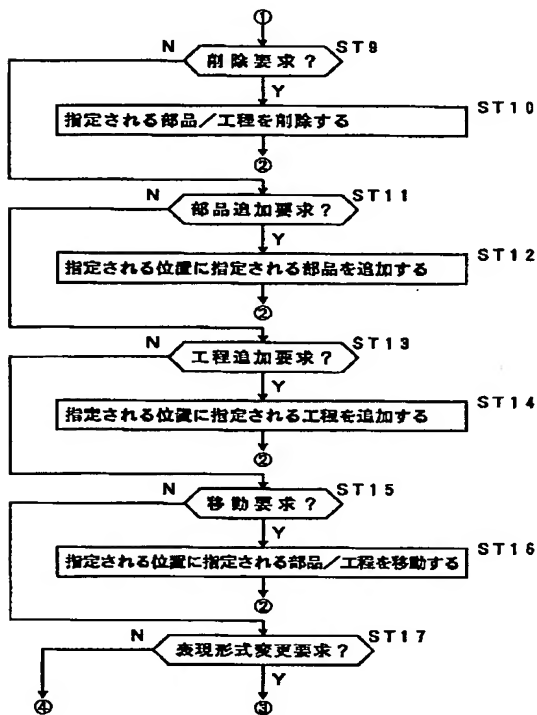 ①
N
ST9
削除要求？
Y
ST10
指定される部品／工程を削除する
②
N
ST11
部品追加要求？
Y
ST12
指定される位置に指定される部品を追加する
②
N
ST13
工程追加要求？
Y
ST14
指定される位置に指定される工程を追加する
②
N
ST15
移動要求？
Y
ST16
指定される位置に指定される部品／工程を移動する
②
N
ST17
表現形式変更要求？
Y
④
③